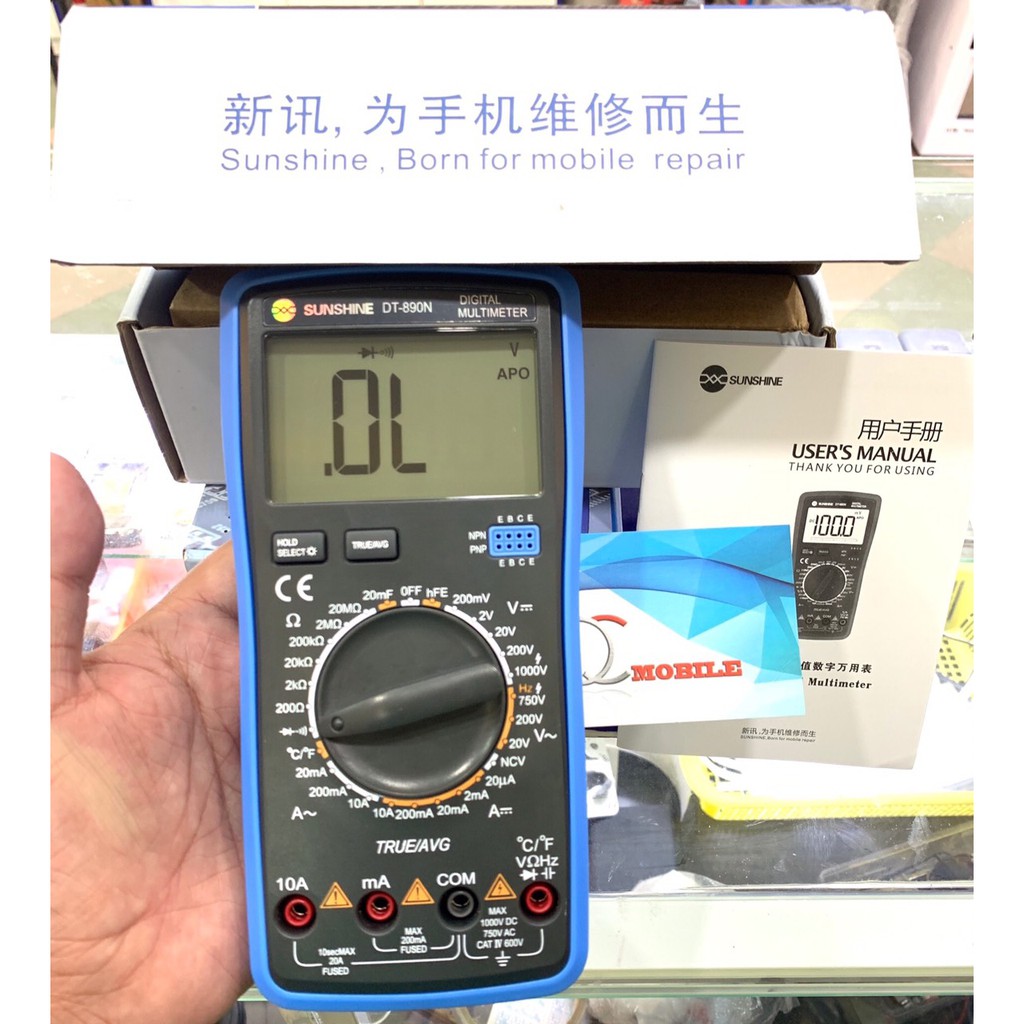 新讯,为手机维修而生
Sunshine , Born for mobile repair
SUNSHINE DT-890N DIGITAL MULTIMETER
V
APO
.0L
HOLD SELECT
TRUE/AVG
E B C E
NPN
PNP
E B C E
CE
20mF OFF hFE 200mV
2V V
20V
200V
1000V
Hz
750V
200V
20V V~
NCV
20µA
2mA A
20mA
200mA
10A
10A
200mA
20mA A~
℃/℉
200Ω
2kΩ
20kΩ
200kΩ
2MΩ
20MΩ
Ω
TRUE/AVG
℃/℉
VΩHz
10A mA COM
MAX 200mA FUSED
10secMAX 20A FUSED
MAX 1000V DC 750V AC CAT IV 600V
SUNSHINE
用户手册
USER'S MANUAL
THANK YOU FOR USING
100.0
MOBILE
值数字万用表
Multimeter
新讯,为手机维修而生
SUNSHINE, Born for mobile repair